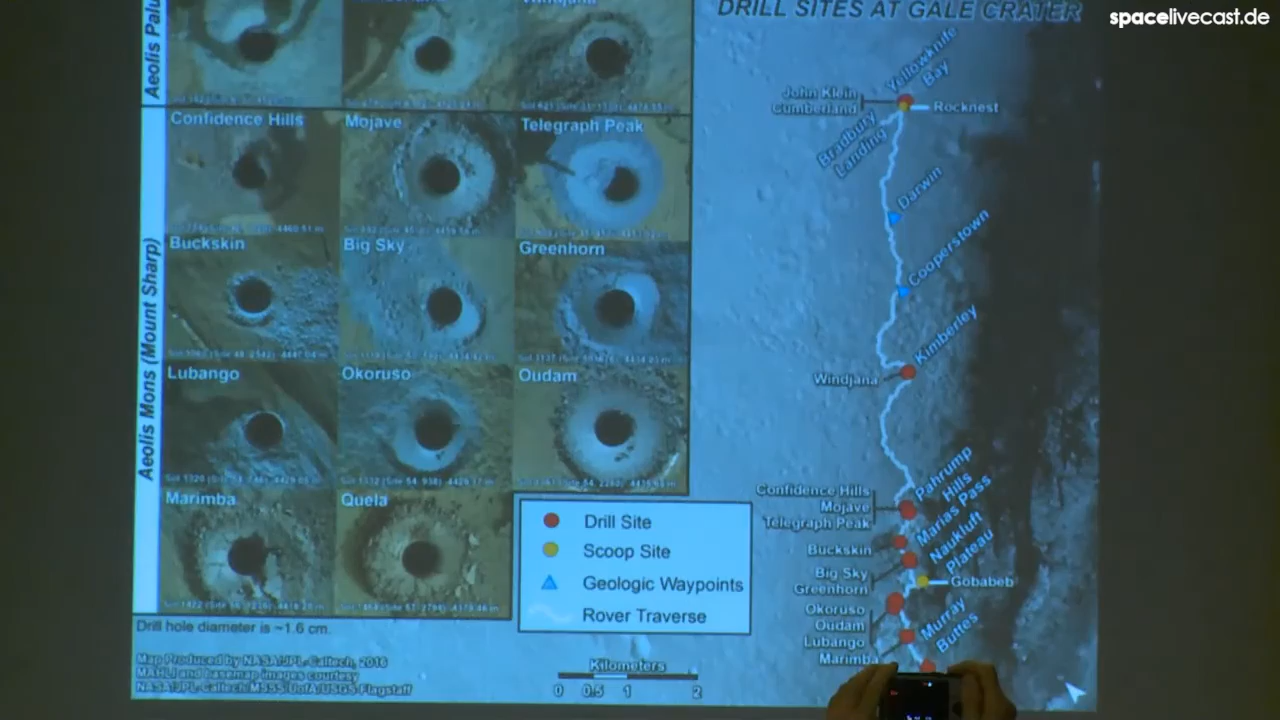 DRILL SITES AT GALE CRATER
spacelivecast.de
Aeolis Palu
Windjana
Confidence Hills
Mojave
Telegraph Peak
Buckskin
Big Sky
Greenhorn
Lubango
Okoruso
Oudam
Marimba
Quela
Aeolis Mons (Mount Sharp)
Drill hole diameter is ~1.6 cm.
Map Produced by NASA/JPL-Caltech, 2016
MAHLI and basemap images courtesy
NASA/JPL-Caltech/MSSS/UofA/USGS-Flagstaff
Drill Site
Scoop Site
Geologic Waypoints
Rover Traverse
Kilometers
0 0.5 1 2
Yellowknife
Bay
John Klein
Cumberland
Rocknest
Bradbury
Landing
Darwin
Cooperstown
Kimberley
Windjana
Pahrump
Hills
Confidence Hills
Mojave
Telegraph Peak
Marias Pass
Buckskin
Naukluft
Plateau
Big Sky
Greenhorn
Gobabeb
Okoruso
Oudam
Lubango
Murray
Buttes
Marimba